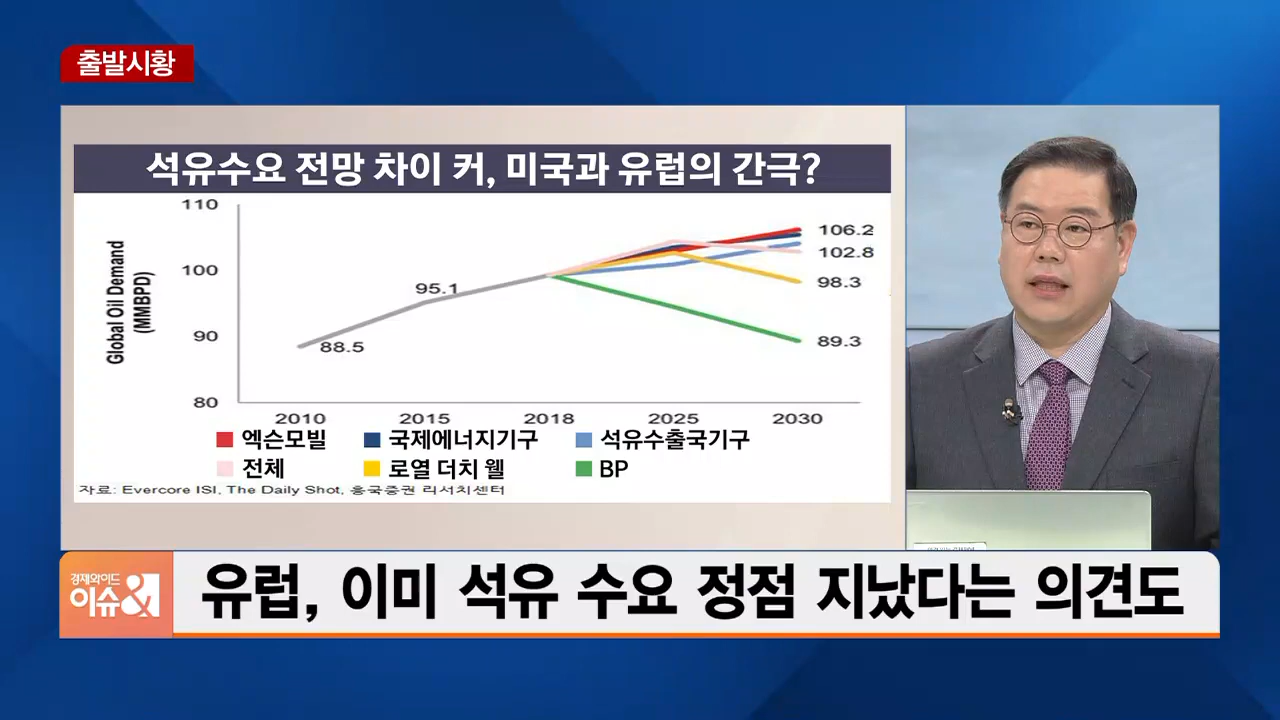 출발시황
석유수요 전망 차이 커, 미국과 유럽의 간극?
Global Oil Demand
(MMBPD)
110
100
90
80
88.5
95.1
106.2
102.8
98.3
89.3
2010 2015 2018 2025 2030
엑슨모빌 국제에너지기구 석유수출국기구
전체 로열 더치 웰 BP
자료: Evercore ISI, The Daily Shot, 흥국증권 리서치센터
경제와이드
이슈&
유럽, 이미 석유 수요 정점 지났다는 의견도